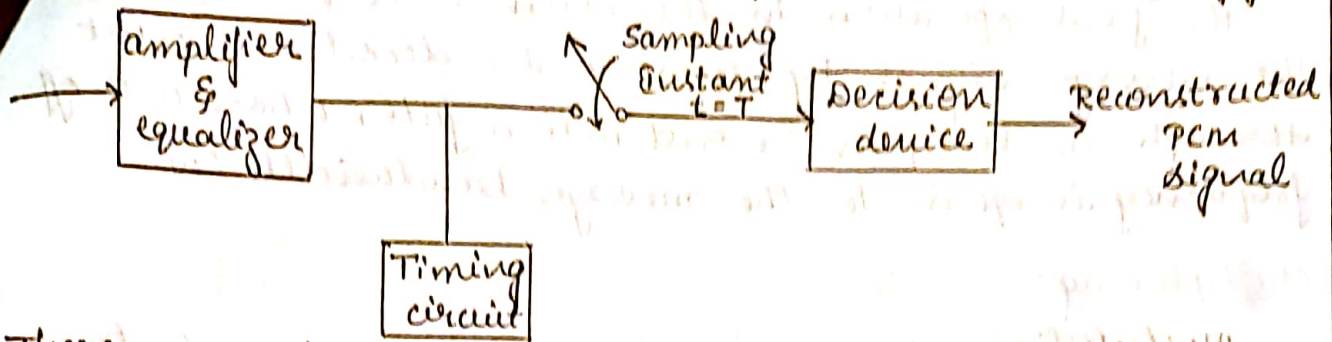 amplifier
&
equalizer
Sampling
Instant
t=T
Decision
device
Reconstructed
PCM
signal
Timing
circuit